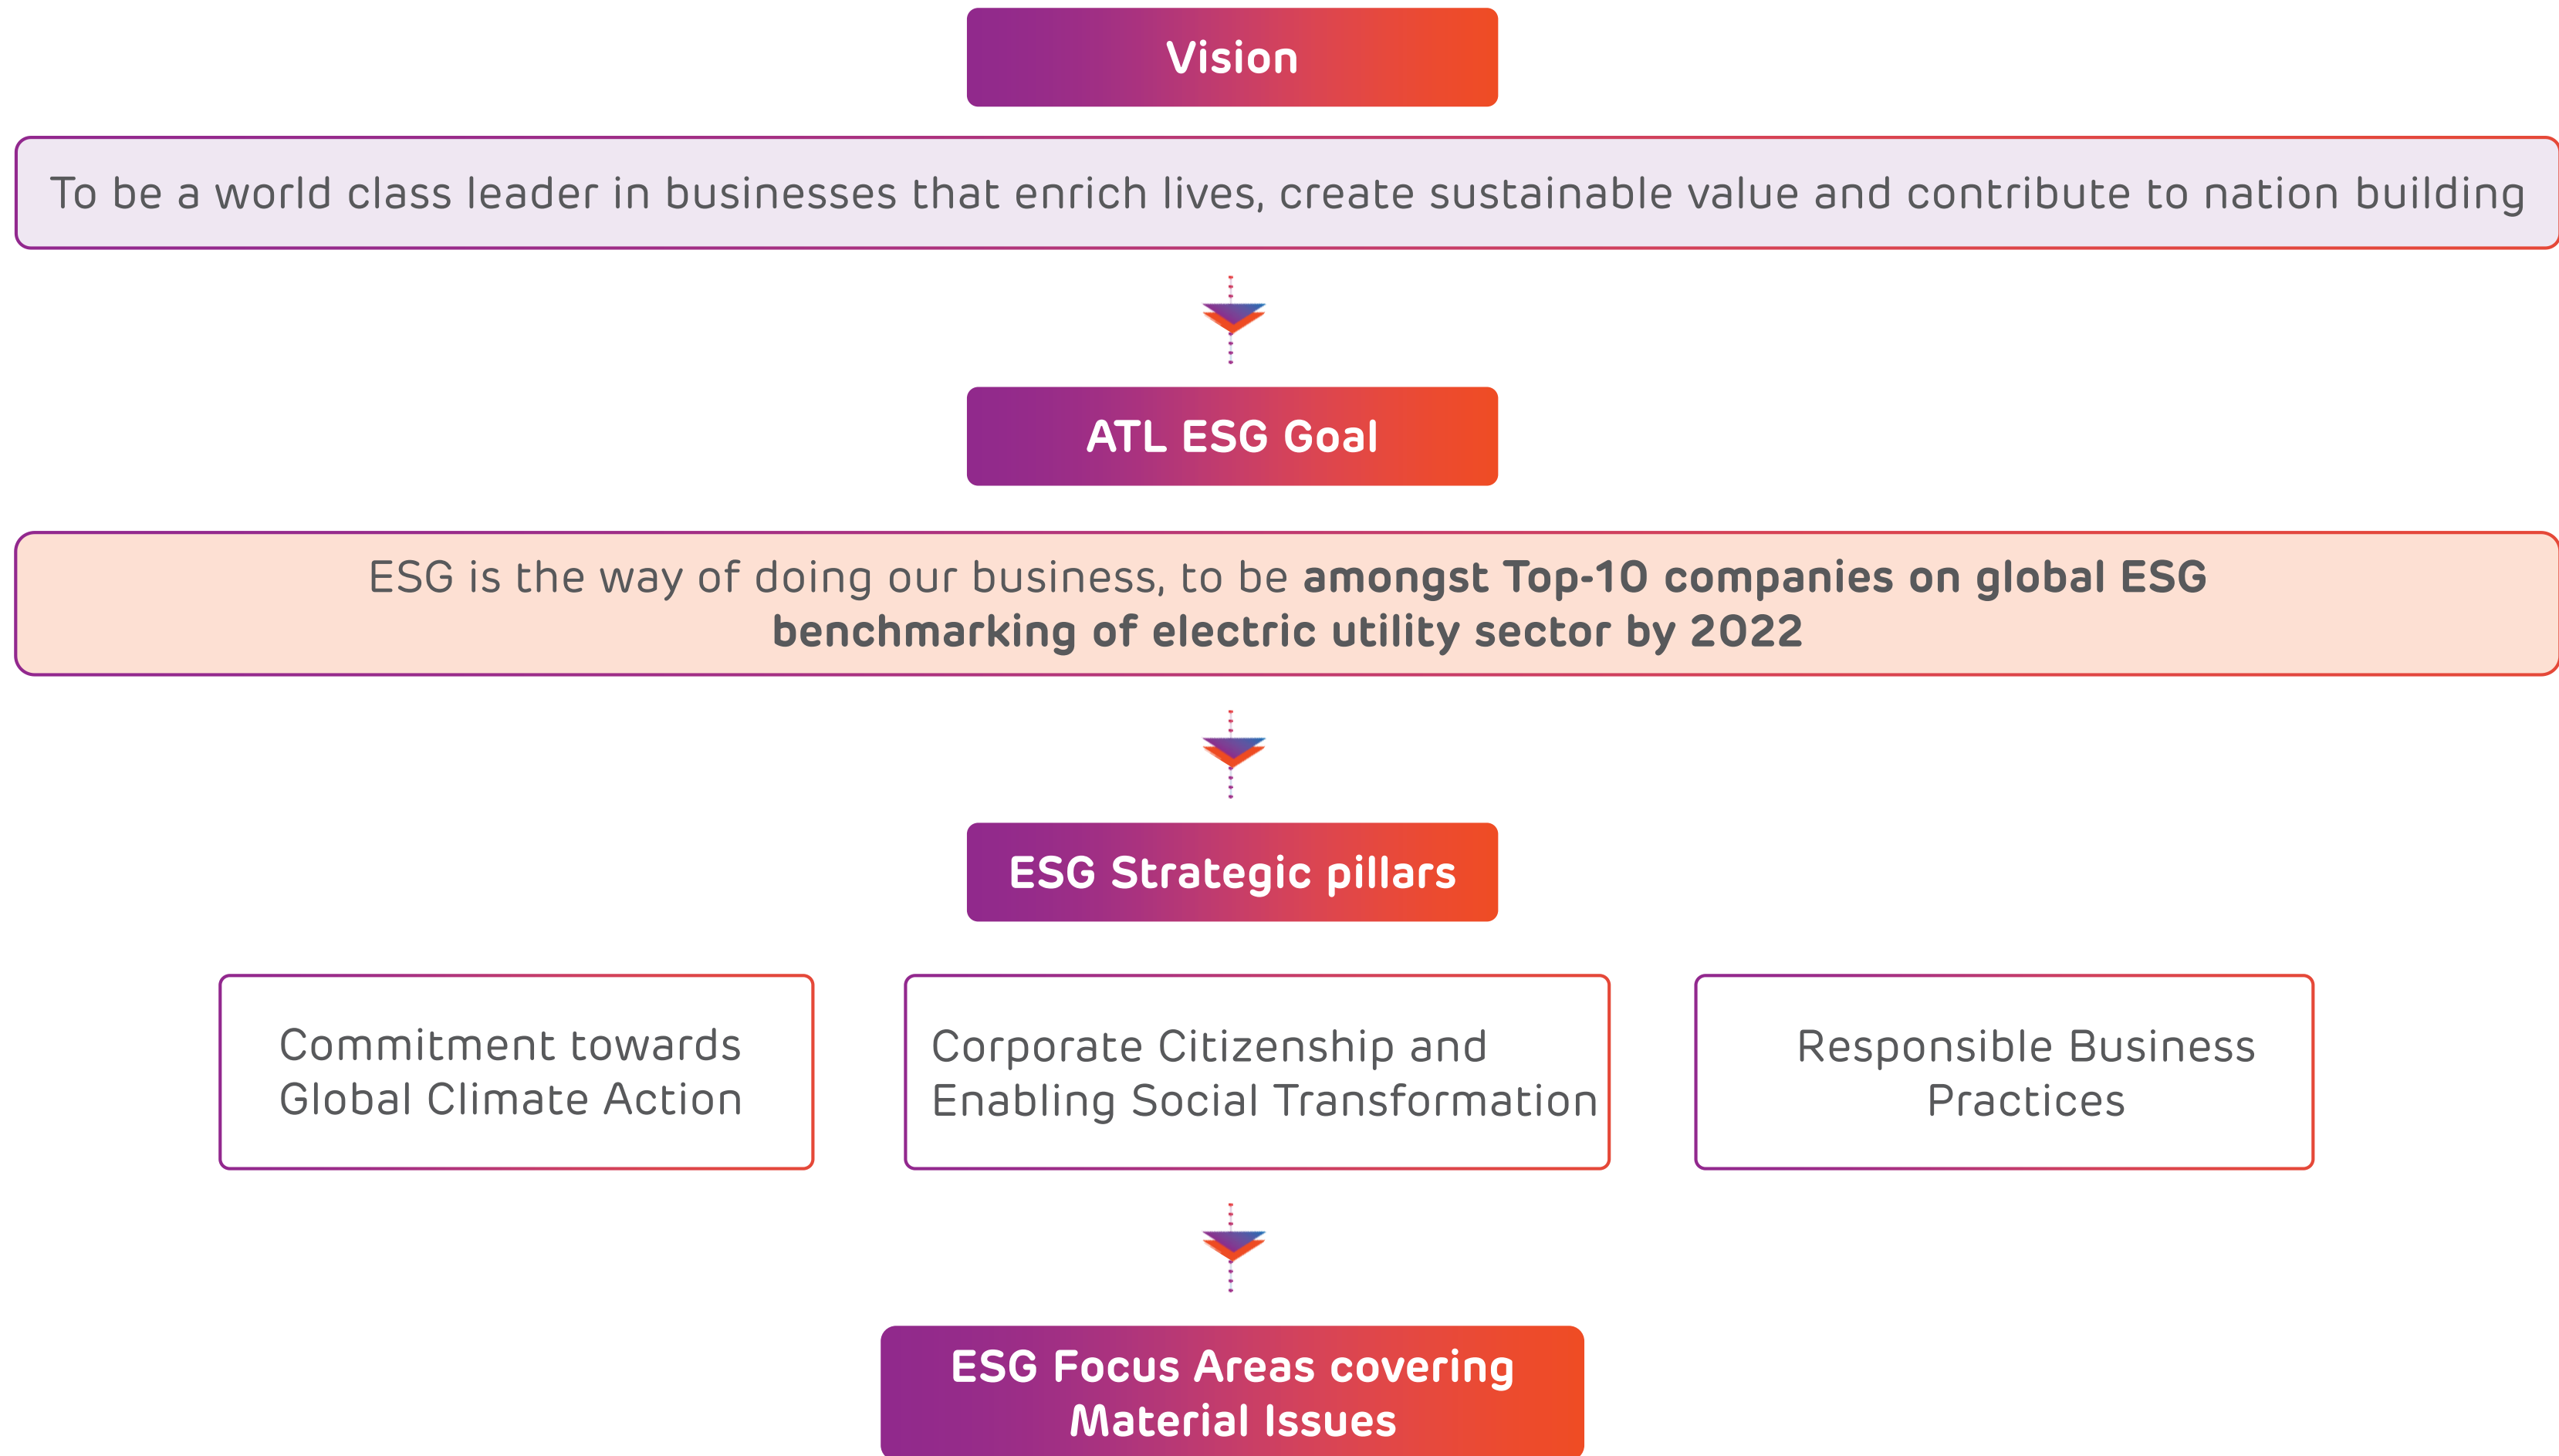 Vision
To be a world class leader in businesses that enrich lives, create sustainable value and contribute to nation building
ATL ESG Goal
ESG is the way of doing our business, to be amongst Top-10 companies on global ESG
benchmarking of electric utility sector by 2022
ESG Strategic pillars
Commitment towards
Global Climate Action
Corporate Citizenship and
Enabling Social Transformation
Responsible Business
Practices
ESG Focus Areas covering
Material Issues